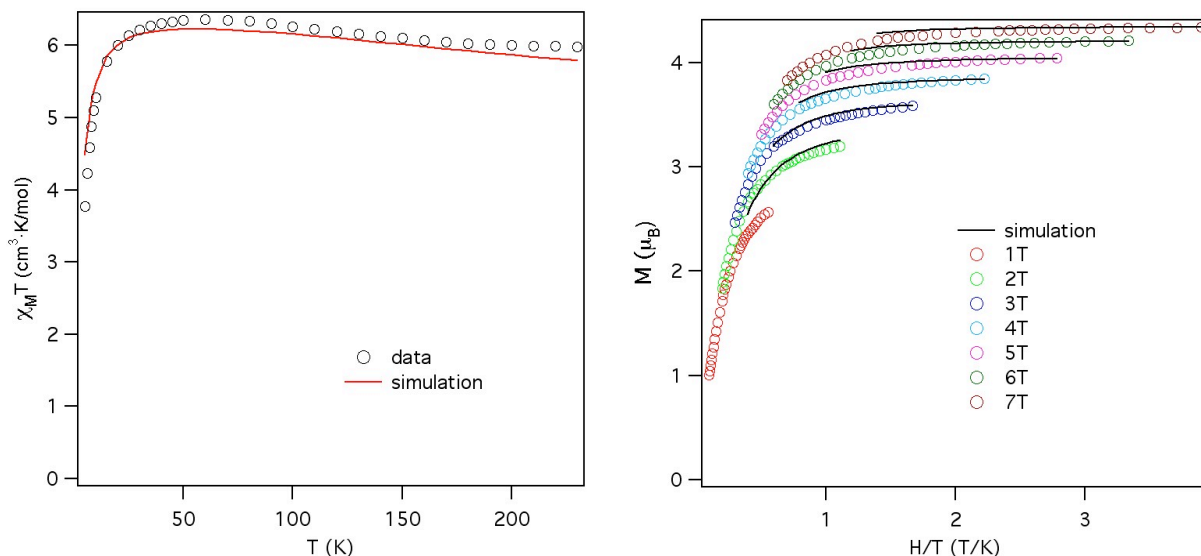 6
5
4
3
2
1
0
χMT (cm³·K/mol)
data
simulation
50
100
150
200
T (K)
4
3
2
1
0
M (μB)
simulation
1T
2T
3T
4T
5T
6T
7T
1
2
3
H/T (T/K)